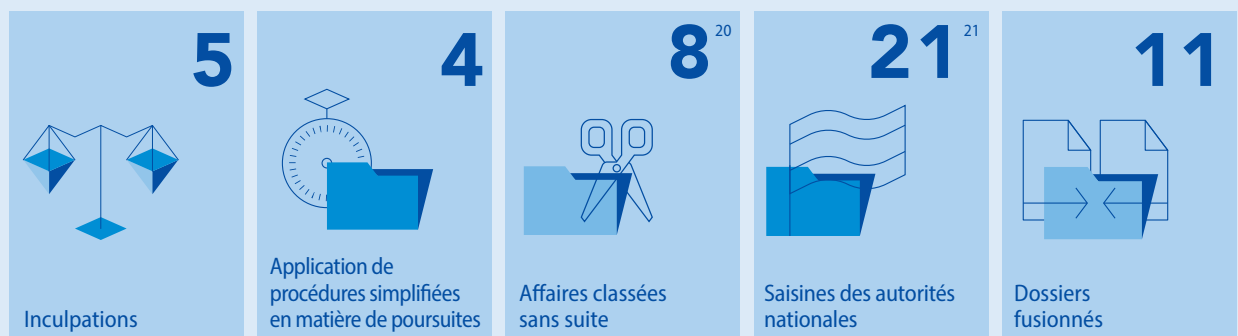 5
Inculpations
4
Application de
procédures simplifiées
en matière de poursuites
8 20
Affaires classées
sans suite
21 21
Saisines des autorités
nationales
11
Dossiers
fusionnés